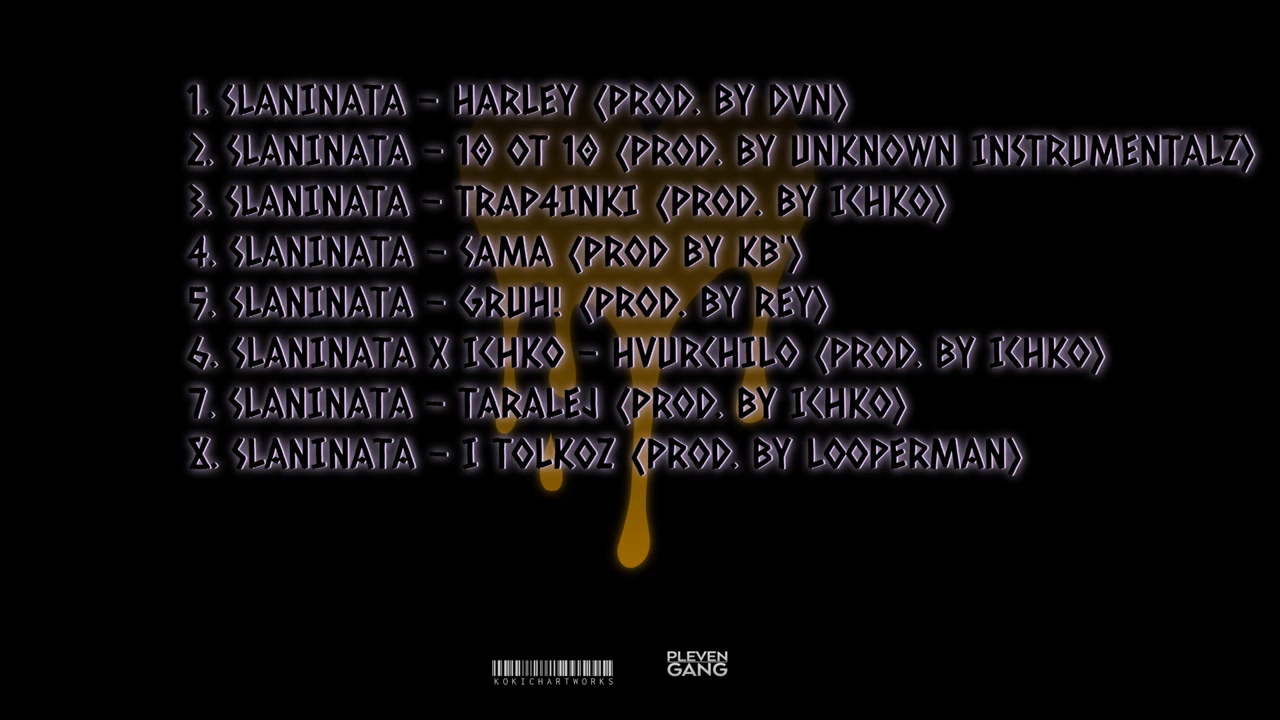 1. SLANINATA - HARLEY (PROD. BY DVN)
2. SLANINATA - 10 OT 10 (PROD. BY UNKNOWN INSTRUMENTALZ)
3. SLANINATA - TRAP4INKI (PROD. BY ICHKO)
4. SLANINATA - SAMA (PROD BY KB')
5. SLANINATA - GRUH! (PROD. BY REY)
6. SLANINATA X ICHKO - HVURCHILO (PROD. BY ICHKO)
7. SLANINATA - TARALEJ (PROD. BY ICHKO)
8. SLANINATA - I TOLKOZ (PROD. BY LOOPERMAN)
KOKICHARTWORKS
PLEVEN
GANG